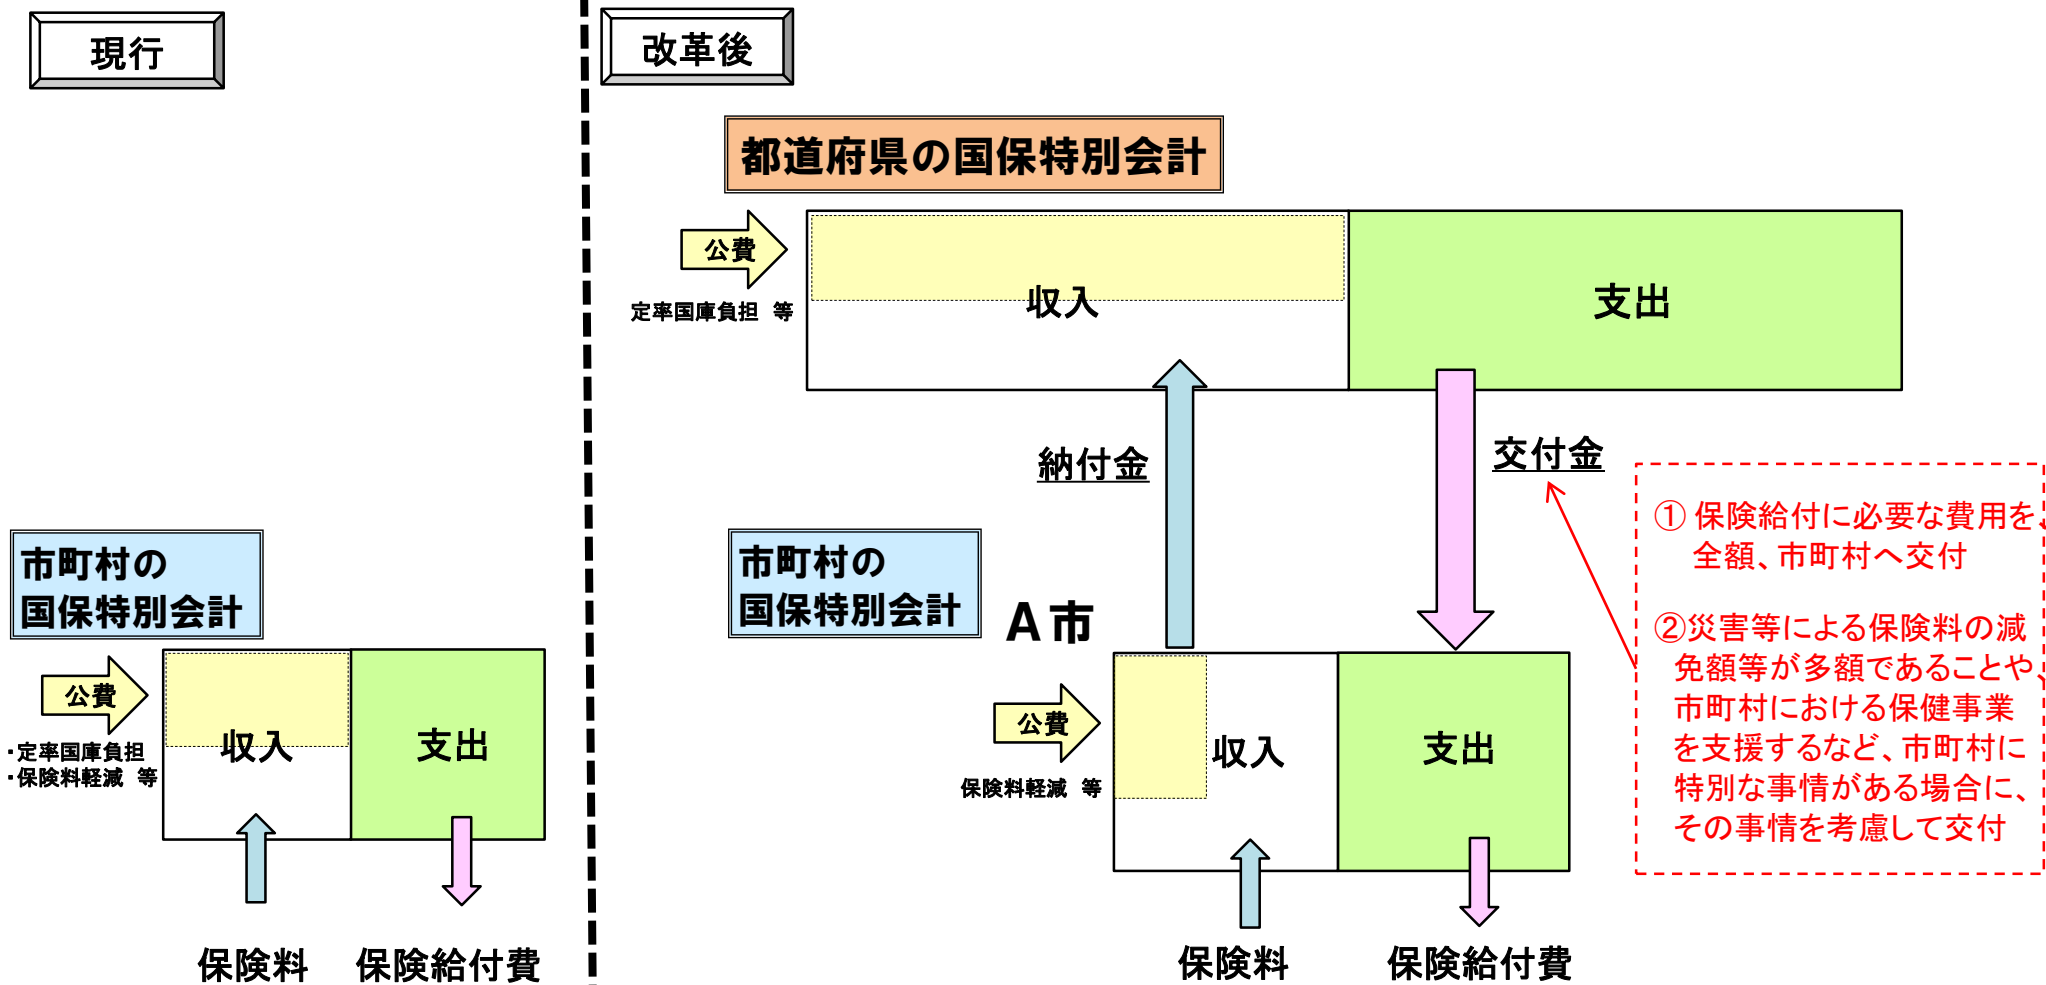 現行
市町村の
国保特別会計
公費
・定率国庫負担
・保険料軽減 等
収入
支出
保険料
保険給付費
改革後
都道府県の国保特別会計
公費
定率国庫負担 等
収入
支出
納付金
交付金
① 保険給付に必要な費用を、
全額、市町村へ交付
②災害等による保険料の減
免額等が多額であることや、
市町村における保健事業
を支援するなど、市町村に
特別な事情がある場合に、
その事情を考慮して交付
市町村の
国保特別会計
A市
公費
保険料軽減 等
収入
支出
保険料
保険給付費